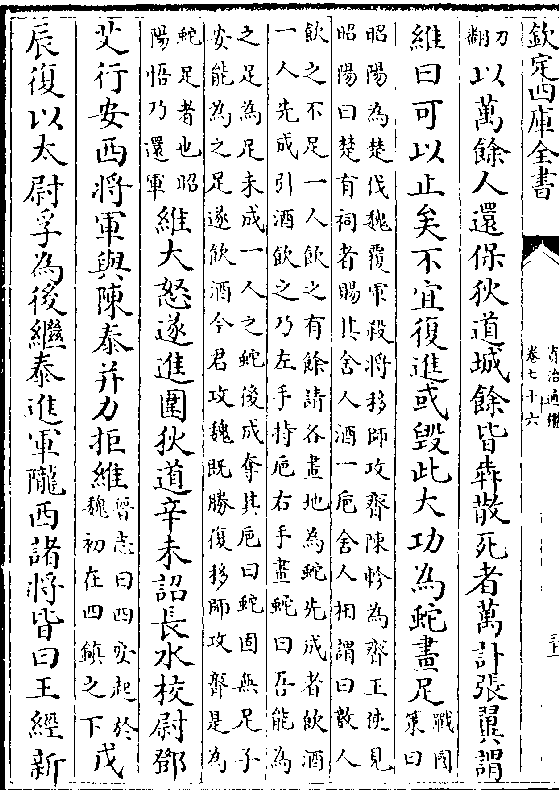 欽定四庫全書
資治通鑑
卷七十六
刀翻以萬餘人還保狄道城餘皆奔散死者萬計張翼謂
維曰可以止矣不宜復進或毀此大功為蛇畫足戰國策曰
昭陽為楚伐魏覆軍殺將移師攻齊陳軫為齊王使見
昭陽曰楚有祠者賜其舍人酒一巵舍人相謂曰數人
飲之不足一人飲之有餘請各畫地為蛇先成者飲酒
一人先成引酒飲之乃左手持巵右手畫蛇曰吾能為
之足為足未成一人之蛇後成奪其巵曰蛇固無足子
安能為之足遂飲酒今君攻魏既勝復移師攻齊是為
蛇足者也昭
陽悟乃還軍維大怒遂進圍狄道辛未詔長水校尉鄧
艾行安西將軍與陳泰并力拒維晉志曰四安起於魏初在四鎮之下戊
辰復以太尉孚為後繼泰進軍隴西諸將皆曰王經新